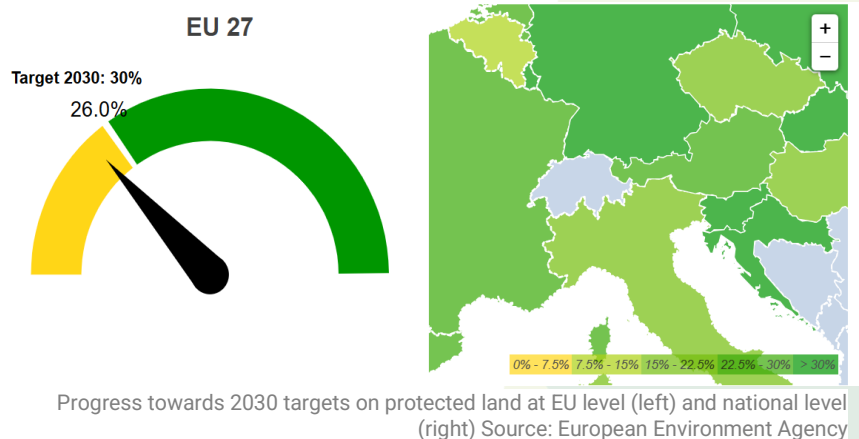 EU 27
Target 2030: 30%
26.0%
+
−
0% - 7.5% 7.5% - 15% 15% - 22.5% 22.5% - 30% > 30%
Progress towards 2030 targets on protected land at EU level (left) and national level
(right) Source: European Environment Agency